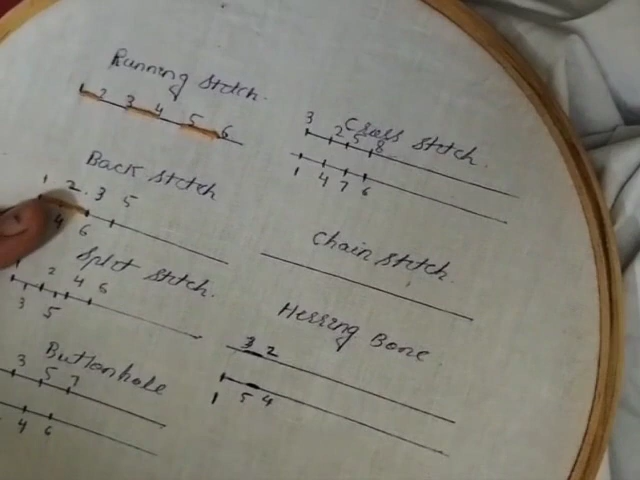 Running Stitch.
1 2 3 4 5 6
Back Stitch
1 2. 3 5
4 6
Split Stitch.
2 4 6
3 5
Buttonhole
3 5 7
4 6
Cross Stitch.
3 2 5 8
1 4 7 6
Chain Stitch.
Herring Bone
3 2
1 5 4